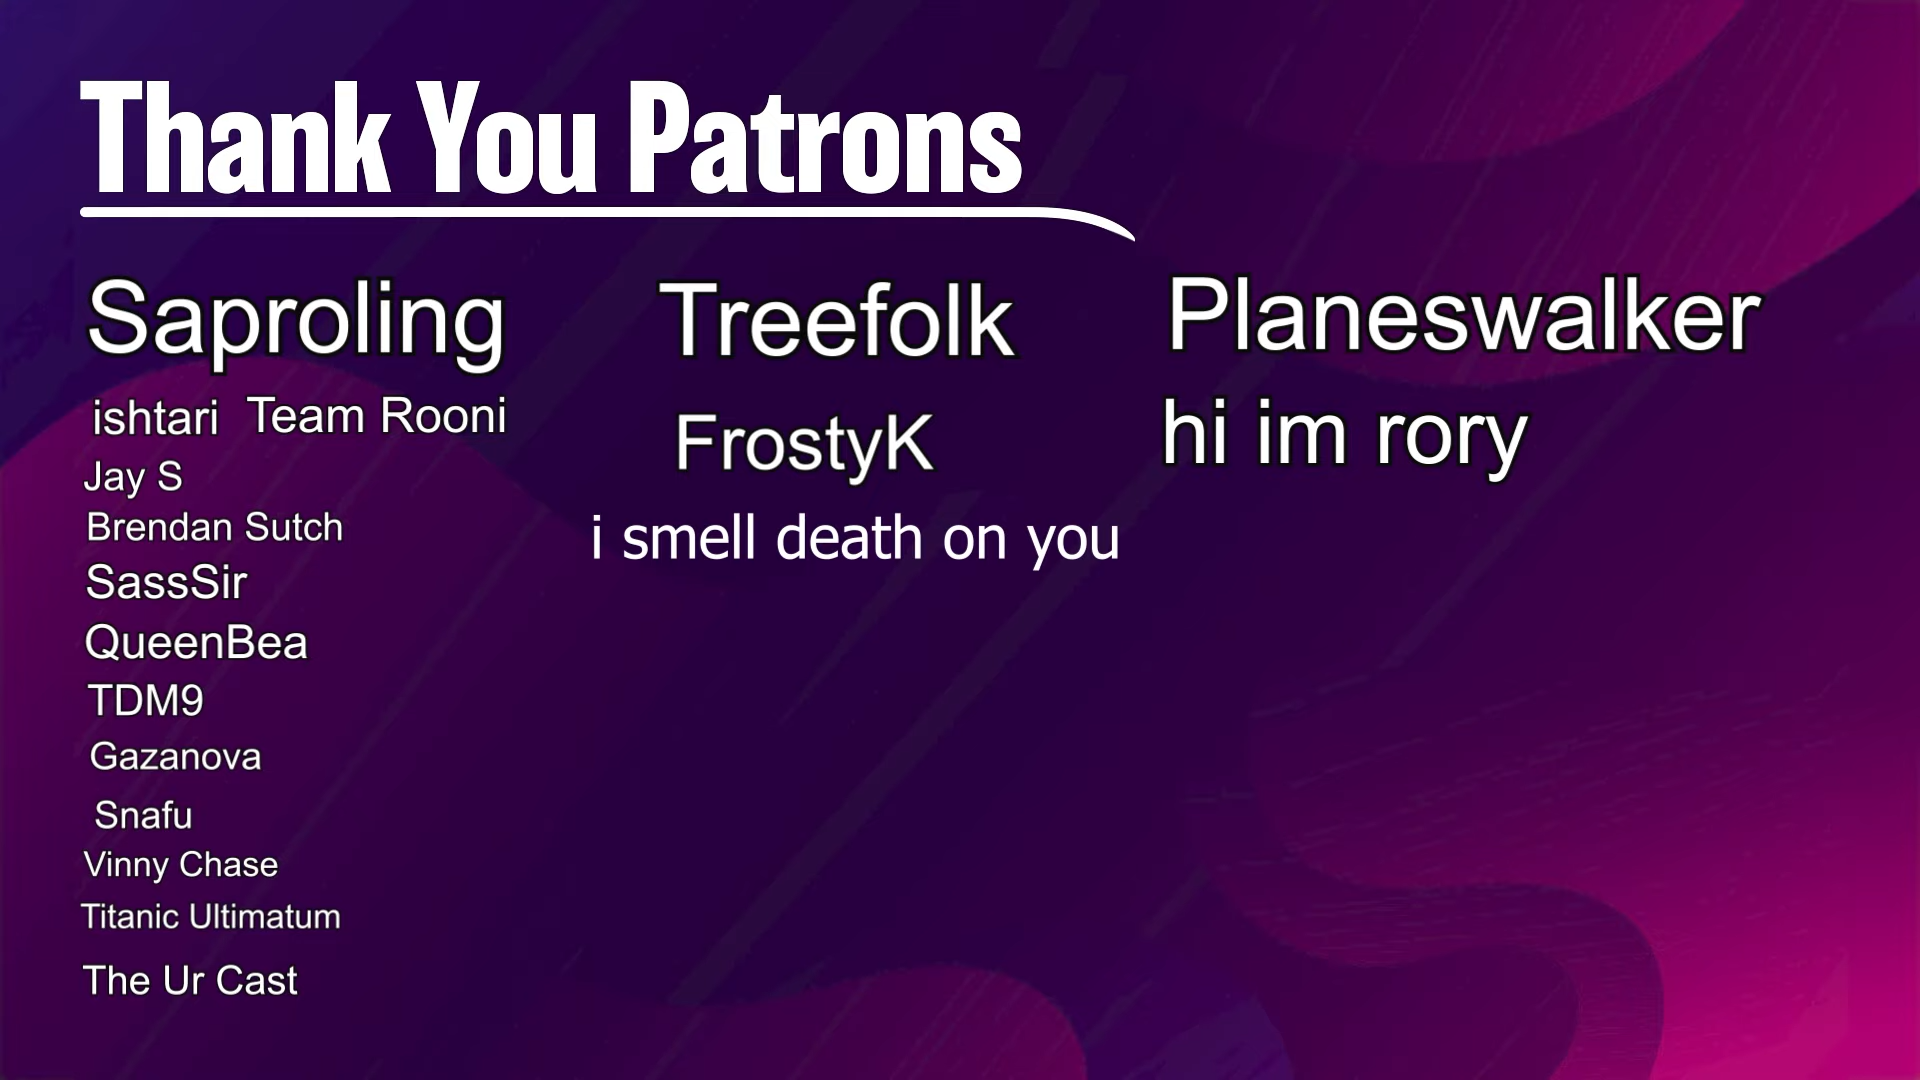 Thank You Patrons
Saproling
ishtari Team Rooni
Jay S
Brendan Sutch
SassSir
QueenBea
TDM9
Gazanova
Snafu
Vinny Chase
Titanic Ultimatum
The Ur Cast
Treefolk
FrostyK
i smell death on you
Planeswalker
hi im rory